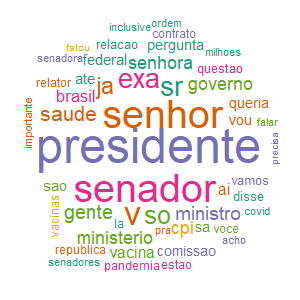 inclusive ordem
relacao contrato
falou pergunta
senadora federal milhoes
relator ate senhora questao
brasil ja exa sr governo
importante saude senhor queria
vou falar
presidente
precisa
senador ai vamos
sao gente v so ministro disse
vacinas la pra cpi sa voce covid
ministerio acho
republica vacina comissao
senadores pandemia estao